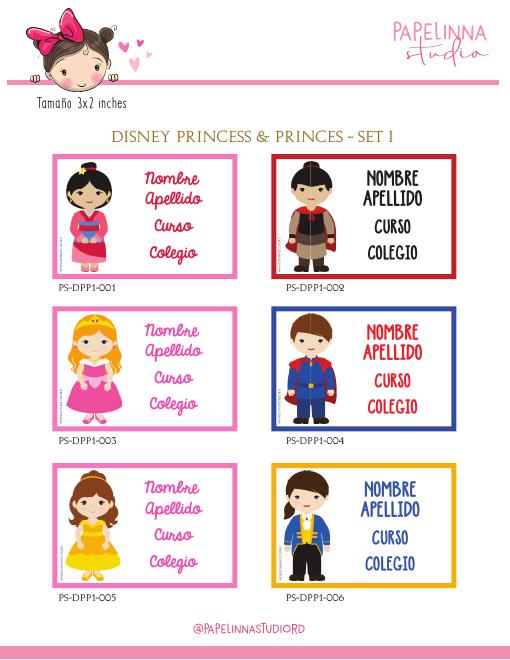 PAPELINNA
studio
Tamaño 3x2 inches
DISNEY PRINCESS & PRINCES - SET 1
Nombre
Apellido
Curso
Colegio
PS-DPP1-001
NOMBRE
APELLIDO
CURSO
COLEGIO
PS-DPP1-002
Nombre
Apellido
Curso
Colegio
PS-DPP1-003
NOMBRE
APELLIDO
CURSO
COLEGIO
PS-DPP1-004
Nombre
Apellido
Curso
Colegio
PS-DPP1-005
NOMBRE
APELLIDO
CURSO
COLEGIO
PS-DPP1-006
@PAPELINNASTUDIORD